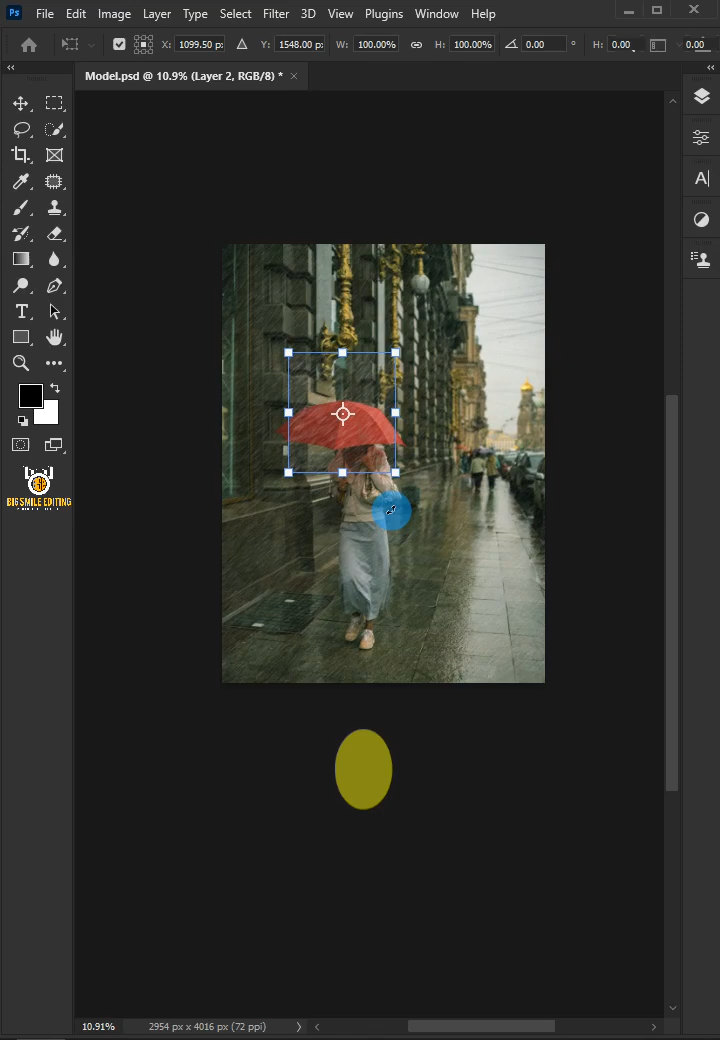 Ps File Edit Image Layer Type Select Filter 3D View Plugins Window Help
X: 1099.50 p: Y: 1548.00 p: W: 100.00% H: 100.00% 0.00 ° H: 0.00 0.00
Model.psd @ 10.9% (Layer 2, RGB/8) * ×
A
T
BIG SMILE EDITING
10.91% 2954 px x 4016 px (72 ppi)